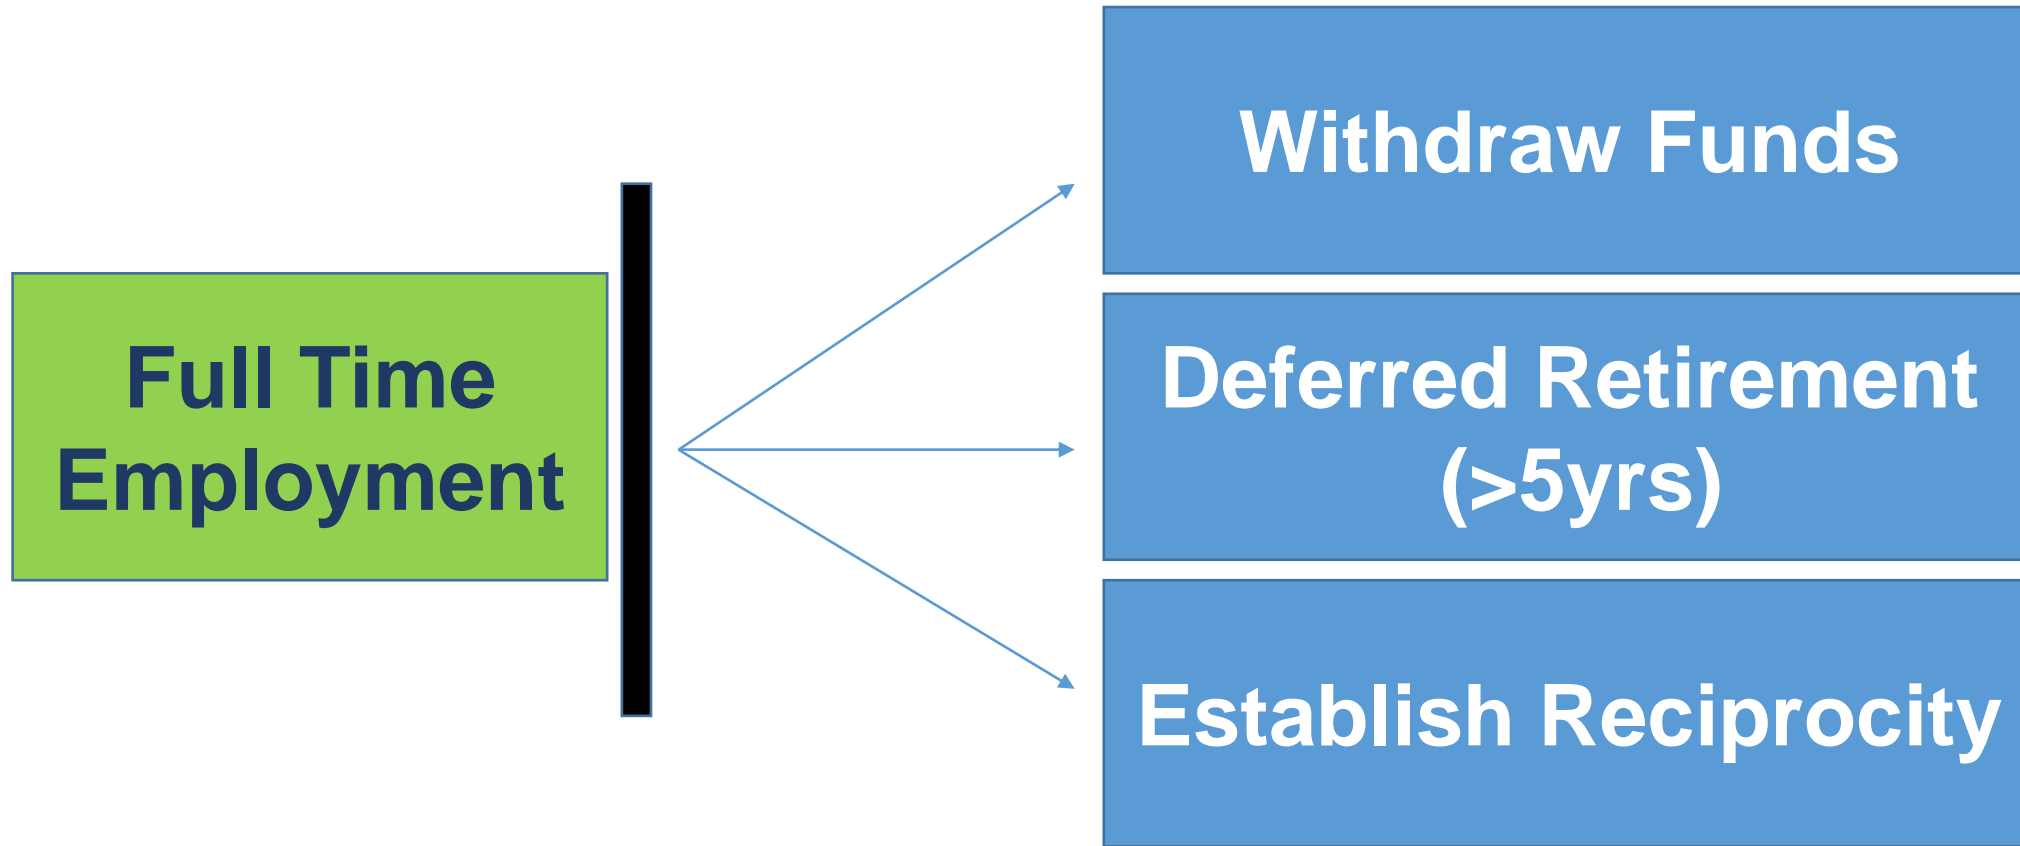 Full Time
Employment
Withdraw Funds
Deferred Retirement
(>5yrs)
Establish Reciprocity